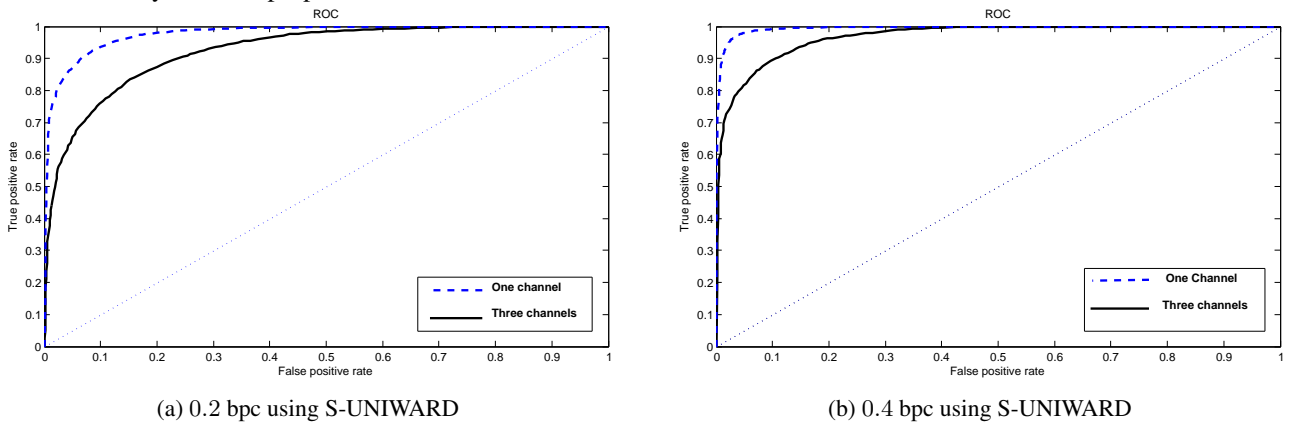 ROC
True positive rate
1
0.9
0.8
0.7
0.6
0.5
0.4
0.3
0.2
0.1
0
One channel
Three channels
0 0.1 0.2 0.3 0.4 0.5 0.6 0.7 0.8 0.9 1
False positive rate
(a) 0.2 bpc using S-UNIWARD
ROC
True positive rate
1
0.9
0.8
0.7
0.6
0.5
0.4
0.3
0.2
0.1
0
One Channel
Three channels
0 0.1 0.2 0.3 0.4 0.5 0.6 0.7 0.8 0.9 1
False positive rate
(b) 0.4 bpc using S-UNIWARD